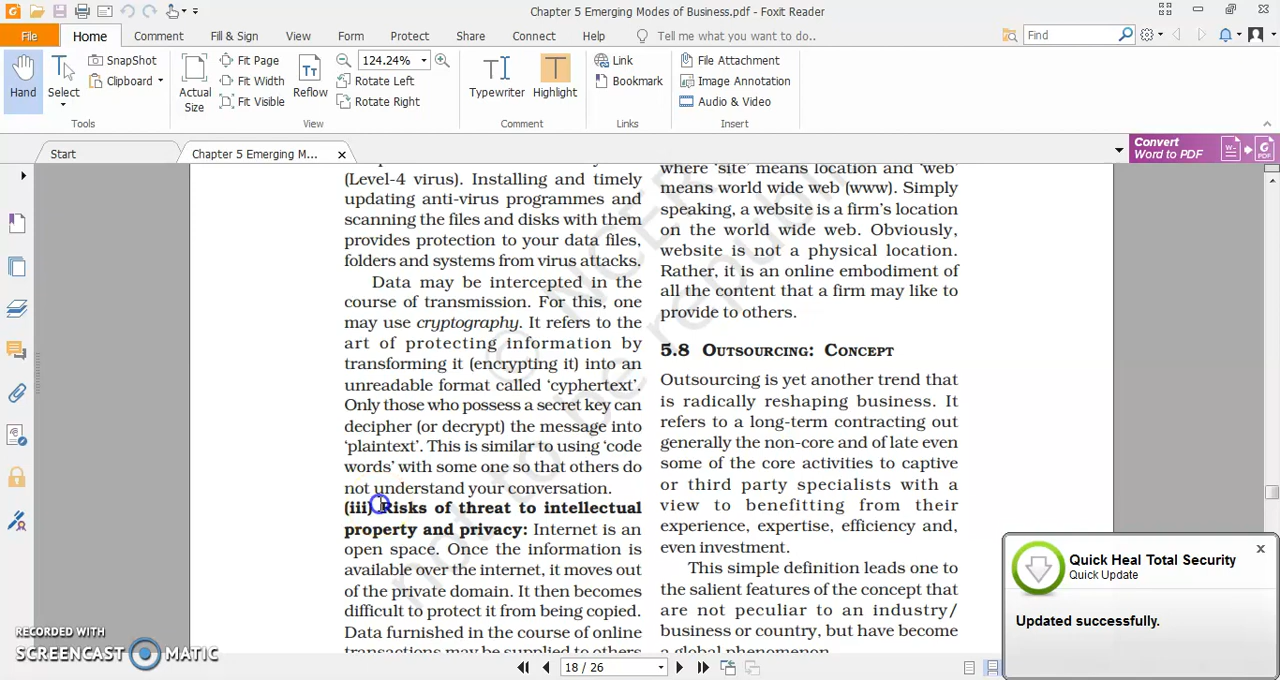 Chapter 5 Emerging Modes of Business.pdf - Foxit Reader
File Home Comment Fill & Sign View Form Protect Share Connect Help Tell me what you want to do.. Find
Hand
Select
SnapShot
Clipboard
Tools
Actual
Size
Fit Page
Fit Width
Fit Visible
Reflow
124.24%
Rotate Left
Rotate Right
View
Typewriter
Highlight
Comment
Link
Bookmark
Links
File Attachment
Image Annotation
Audio & Video
Insert
Start
Chapter 5 Emerging M...
Convert
Word to PDF
(Level-4 virus). Installing and timely
updating anti-virus programmes and
scanning the files and disks with them
provides protection to your data files,
folders and systems from virus attacks.
Data may be intercepted in the
course of transmission. For this, one
may use cryptography. It refers to the
art of protecting information by
transforming it (encrypting it) into an
unreadable format called ‘cyphertext’.
Only those who possess a secret key can
decipher (or decrypt) the message into
‘plaintext’. This is similar to using ‘code
words’ with some one so that others do
not understand your conversation.
(iii) Risks of threat to intellectual
property and privacy: Internet is an
open space. Once the information is
available over the internet, it moves out
of the private domain. It then becomes
difficult to protect it from being copied.
Data furnished in the course of online
transactions may be supplied to others
where ‘site’ means location and ‘web’
means world wide web (www). Simply
speaking, a website is a firm’s location
on the world wide web. Obviously,
website is not a physical location.
Rather, it is an online embodiment of
all the content that a firm may like to
provide to others.
5.8 OUTSOURCING: CONCEPT
Outsourcing is yet another trend that
is radically reshaping business. It
refers to a long-term contracting out
generally the non-core and of late even
some of the core activities to captive
or third party specialists with a
view to benefitting from their
experience, expertise, efficiency and,
even investment.
This simple definition leads one to
the salient features of the concept that
are not peculiar to an industry/
business or country, but have become
a global phenomenon.
© NCER
not to be republi
Quick Heal Total Security
Quick Update
Updated successfully.
RECORDED WITH
SCREENCAST MATIC
18 / 26